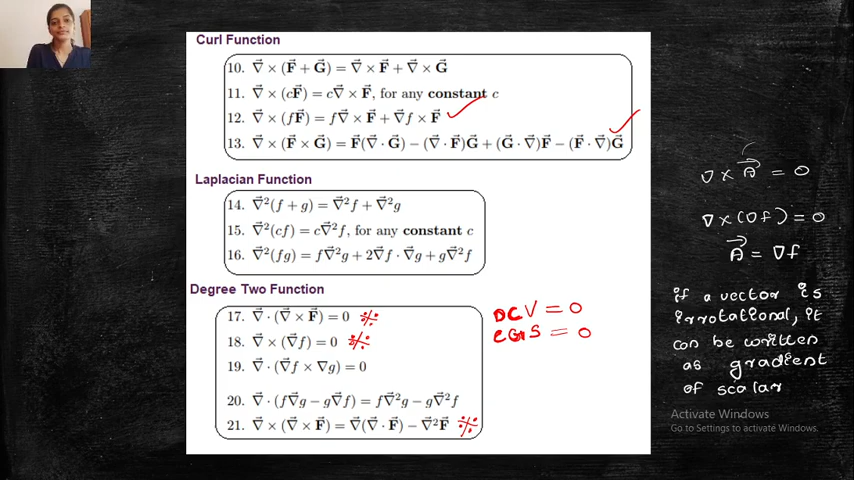 Curl Function
10. ∇⃗ × (F⃗ + G⃗) = ∇⃗ × F⃗ + ∇⃗ × G⃗
11. ∇⃗ × (cF⃗) = c∇⃗ × F⃗, for any constant c
12. ∇⃗ × (fF⃗) = f∇⃗ × F⃗ + ∇⃗f × F⃗
13. ∇⃗ × (F⃗ × G⃗) = F⃗(∇⃗ · G⃗) − (∇⃗ · F⃗)G⃗ + (G⃗ · ∇⃗)F⃗ − (F⃗ · ∇⃗)G⃗
Laplacian Function
14. ∇⃗²(f + g) = ∇⃗²f + ∇⃗²g
15. ∇⃗²(cf) = c∇⃗²f, for any constant c
16. ∇⃗²(fg) = f∇⃗²g + 2∇⃗f · ∇⃗g + g∇⃗²f
Degree Two Function
17. ∇⃗ · (∇⃗ × F⃗) = 0
18. ∇⃗ × (∇⃗f) = 0
19. ∇⃗ · (∇⃗f × ∇⃗g) = 0
20. ∇⃗ · (f∇⃗g − g∇⃗f) = f∇⃗²g − g∇⃗²f
21. ∇⃗ × (∇⃗ × F⃗) = ∇⃗(∇⃗ · F⃗) − ∇⃗²F⃗
DCV = 0
CGS = 0
∇ × A⃗ = 0
∇ × (∇f) = 0
A⃗ = ∇f
if a vector is
irrotational, it
can be written
as gradient
of scalar
Activate Windows
Go to Settings to activate Windows.